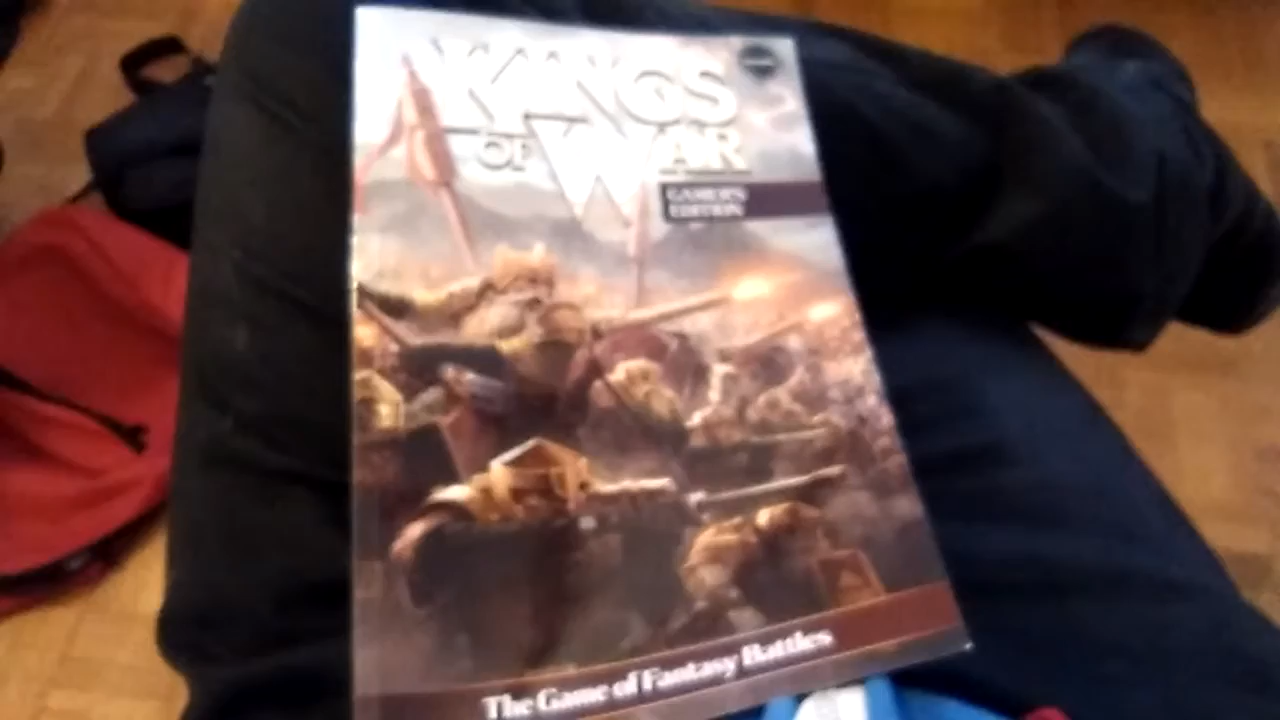 KINGS
OF WAR
GAMER'S
EDITION
The Game of Fantasy Battles